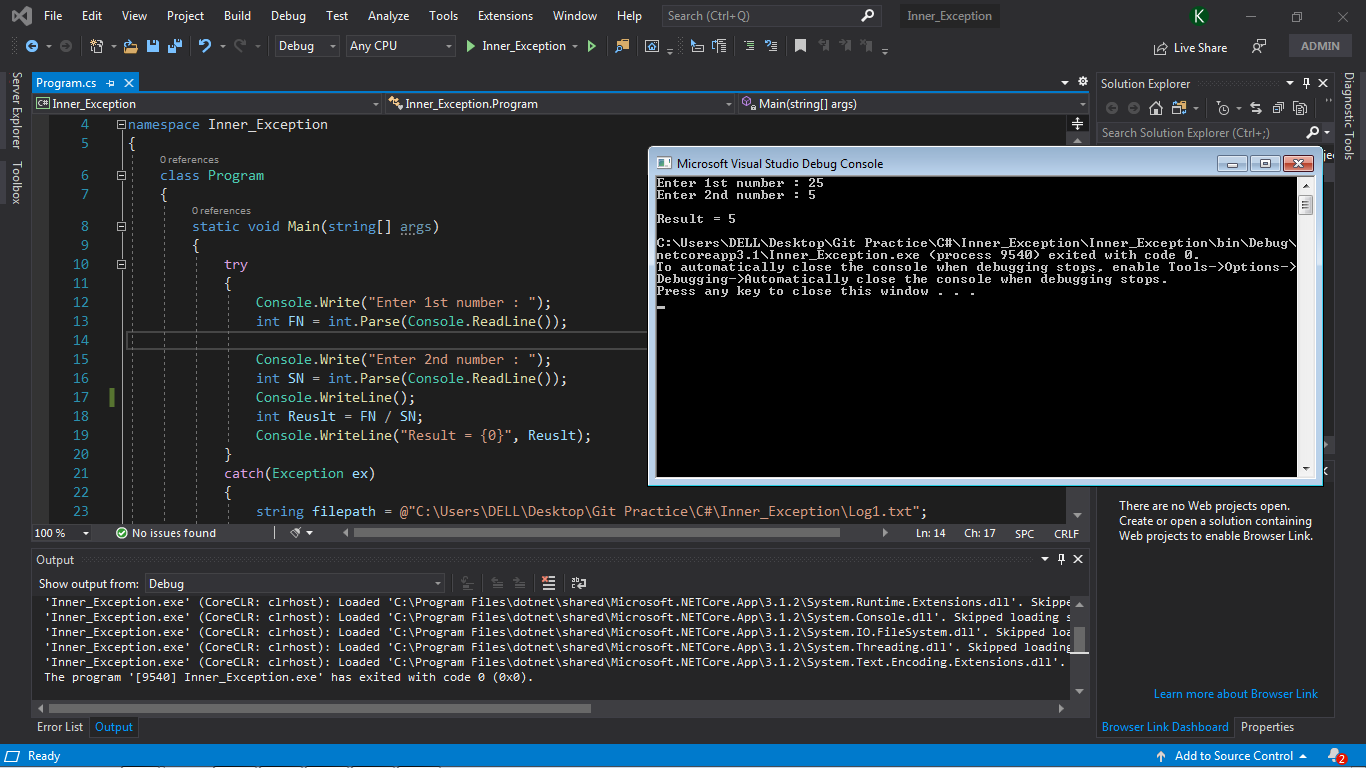 File Edit View Project Build Debug Test Analyze Tools Extensions Window Help Search (Ctrl+Q) Inner_Exception K
Debug Any CPU Inner_Exception Live Share ADMIN
Server Explorer
Toolbox
Program.cs
Inner_Exception Inner_Exception.Program Main(string[] args)
4 namespace Inner_Exception
5 {
0 references
6 class Program
7 {
0 references
8 static void Main(string[] args)
9 {
10 try
11 {
12 Console.Write("Enter 1st number : ");
13 int FN = int.Parse(Console.ReadLine());
14
15 Console.Write("Enter 2nd number : ");
16 int SN = int.Parse(Console.ReadLine());
17 Console.WriteLine();
18 int Reuslt = FN / SN;
19 Console.WriteLine("Result = {0}", Reuslt);
20 }
21 catch(Exception ex)
22 {
23 string filepath = @"C:\Users\DELL\Desktop\Git Practice\C#\Inner_Exception\Log1.txt";
100 % No issues found Ln: 14 Ch: 17 SPC CRLF
Microsoft Visual Studio Debug Console
Enter 1st number : 25
Enter 2nd number : 5
Result = 5
C:\Users\DELL\Desktop\Git Practice\C#\Inner_Exception\Inner_Exception\bin\Debug\
netcoreapp3.1\Inner_Exception.exe (process 9540) exited with code 0.
To automatically close the console when debugging stops, enable Tools->Options->
Debugging->Automatically close the console when debugging stops.
Press any key to close this window . . .
Solution Explorer
Search Solution Explorer (Ctrl+;)
Diagnostic Tools
There are no Web projects open.
Create or open a solution containing
Web projects to enable Browser Link.
Learn more about Browser Link
Browser Link Dashboard Properties
Output
Show output from: Debug
'Inner_Exception.exe' (CoreCLR: clrhost): Loaded 'C:\Program Files\dotnet\shared\Microsoft.NETCore.App\3.1.2\System.Runtime.Extensions.dll'. Skippe
'Inner_Exception.exe' (CoreCLR: clrhost): Loaded 'C:\Program Files\dotnet\shared\Microsoft.NETCore.App\3.1.2\System.Console.dll'. Skipped loading s
'Inner_Exception.exe' (CoreCLR: clrhost): Loaded 'C:\Program Files\dotnet\shared\Microsoft.NETCore.App\3.1.2\System.IO.FileSystem.dll'. Skipped loa
'Inner_Exception.exe' (CoreCLR: clrhost): Loaded 'C:\Program Files\dotnet\shared\Microsoft.NETCore.App\3.1.2\System.Threading.dll'. Skipped loading
'Inner_Exception.exe' (CoreCLR: clrhost): Loaded 'C:\Program Files\dotnet\shared\Microsoft.NETCore.App\3.1.2\System.Text.Encoding.Extensions.dll'.
The program '[9540] Inner_Exception.exe' has exited with code 0 (0x0).
Error List Output
Ready Add to Source Control 2